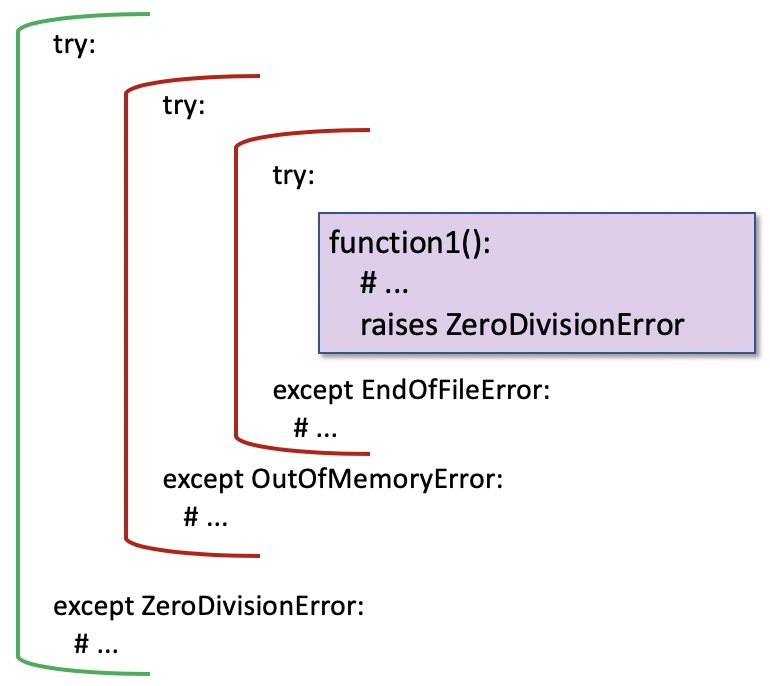 try:
try:
try:
function1():
# ...
raises ZeroDivisionError
except EndOfFileError:
# ...
except OutOfMemoryError:
# ...
except ZeroDivisionError:
# ...